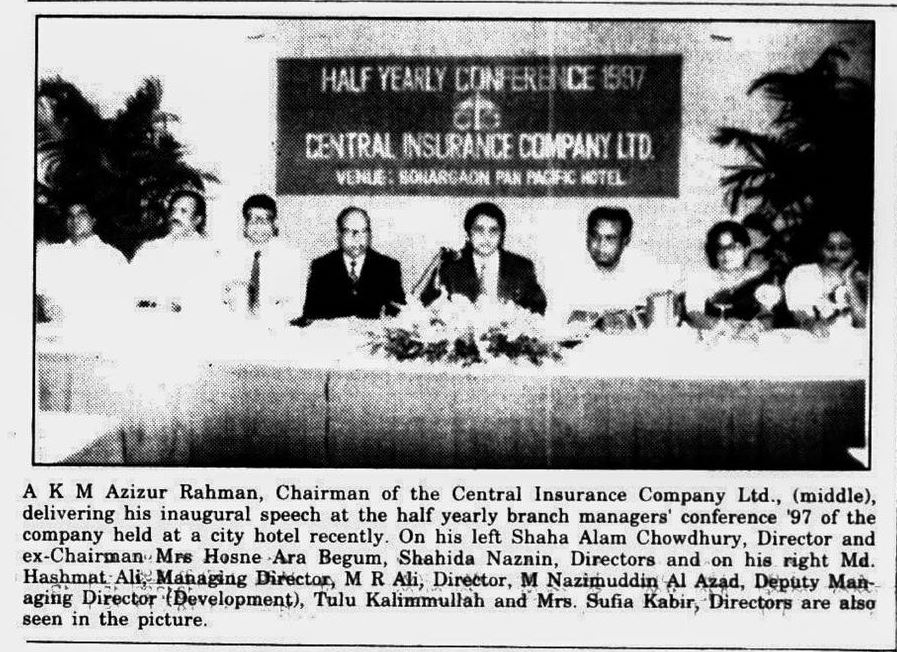 HALF YEARLY CONFERENCE 1997
CENTRAL INSURANCE COMPANY LTD.
VENUE : SONARGAON PAN PACIFIC HOTEL
A K M Azizur Rahman, Chairman of the Central Insurance Company Ltd., (middle),
delivering his inaugural speech at the half yearly branch managers' conference '97 of the
company held at a city hotel recently. On his left Shaha Alam Chowdhury, Director and
ex-Chairman Mrs Hosne Ara Begum, Shahida Naznin, Directors and on his right Md.
Hashmat Ali, Managing Director, M R Ali, Director, M Nazimuddin Al Azad, Deputy Man-
aging Director (Development), Tulu Kalimmullah and Mrs. Sufia Kabir, Directors are also
seen in the picture.